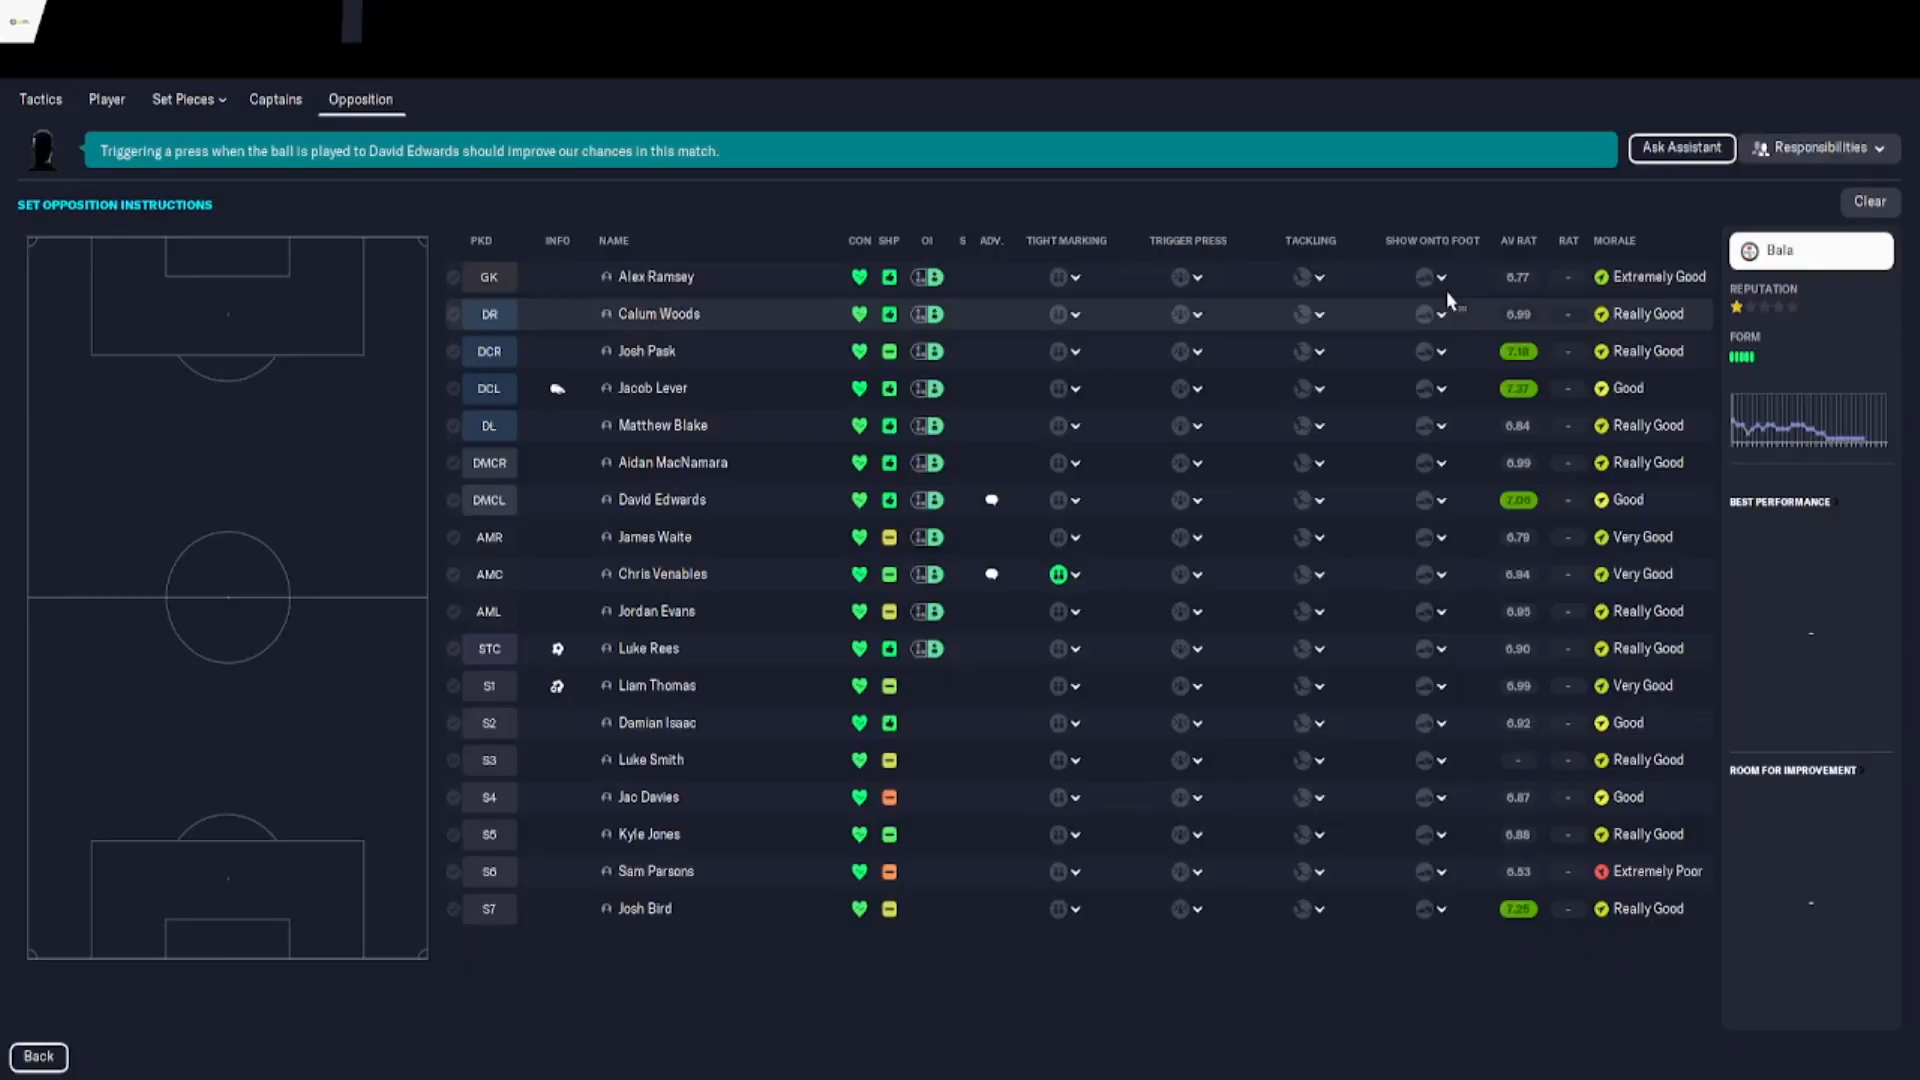 Tactics Player Set Pieces Captains Opposition
Triggering a press when the ball is played to David Edwards should improve our chances in this match.
Ask Assistant Responsibilities
SET OPPOSITION INSTRUCTIONS
Clear
PKD INFO NAME CON SHP OI S ADV. TIGHT MARKING TRIGGER PRESS TACKLING SHOW ONTO FOOT AV RAT RAT MORALE
GK Alex Ramsey 6.77 - Extremely Good
DR Calum Woods 6.99 - Really Good
DCR Josh Pask 7.18 - Really Good
DCL Jacob Lever 7.37 - Good
DL Matthew Blake 6.84 - Really Good
DMCR Aidan MacNamara 6.99 - Really Good
DMCL David Edwards 7.06 - Good
AMR James Waite 6.79 - Very Good
AMC Chris Venables 6.94 - Very Good
AML Jordan Evans 6.95 - Really Good
STC Luke Rees 6.90 - Really Good
S1 Liam Thomas 6.99 - Very Good
S2 Damian Isaac 6.92 - Good
S3 Luke Smith - - Really Good
S4 Jac Davies 6.87 - Good
S5 Kyle Jones 6.88 - Really Good
S6 Sam Parsons 6.53 - Extremely Poor
S7 Josh Bird 7.25 - Really Good
Bala
REPUTATION
FORM
BEST PERFORMANCE
-
ROOM FOR IMPROVEMENT
-
Back